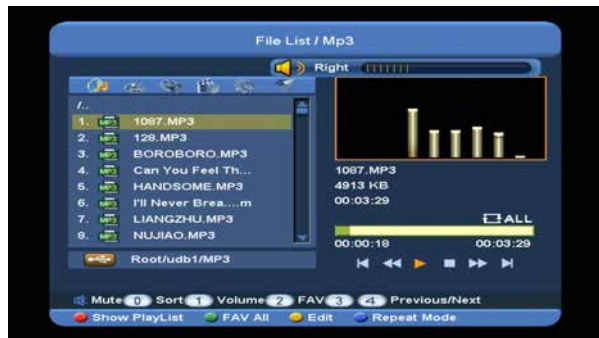 File List / Mp3
Right
/..
1. 1087.MP3
2. 128.MP3
3. BOROBORO.MP3
4. Can You Feel Th...
5. HANDSOME.MP3
6. I'll Never Brea....m
7. LIANGZHU.MP3
8. NUJIAO.MP3
Root/udb1/MP3
1087.MP3
4913 KB
00:03:29
ALL
00:00:18 00:03:29
Mute 0 Sort 1 Volume 2 FAV 3 4 Previous/Next
Show PlayList FAV All Edit Repeat Mode